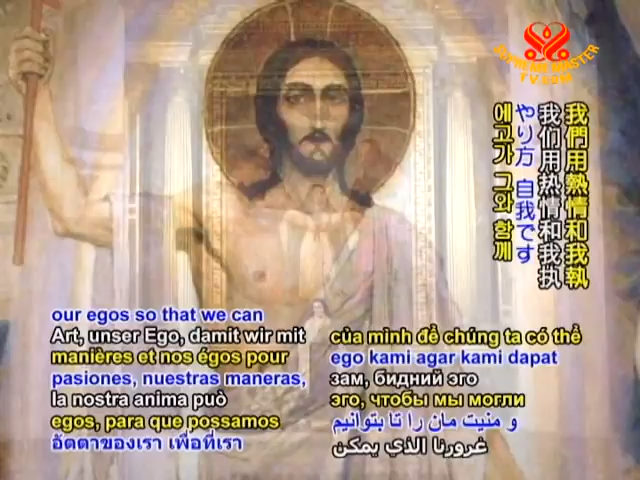 SUPREME MASTER
TV.COM
我們用熱情和我執
我们用热情和我执
やり方 自我です
에고가 그와 함께
our egos so that we can
Art, unser Ego, damit wir mit
manières et nos égos pour
pasiones, nuestras maneras,
la nostra anima può
egos, para que possamos
อัตตาของเรา เพื่อที่เรา
của mình để chúng ta có thể
ego kami agar kami dapat
зам, бидний эго
эго, чтобы мы могли
و منیت مان را تا بتوانیم
غرورنا الذي يمكن